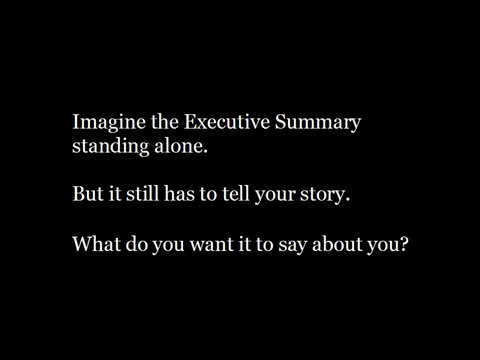 Imagine the Executive Summary
standing alone.
But it still has to tell your story.
What do you want it to say about you?